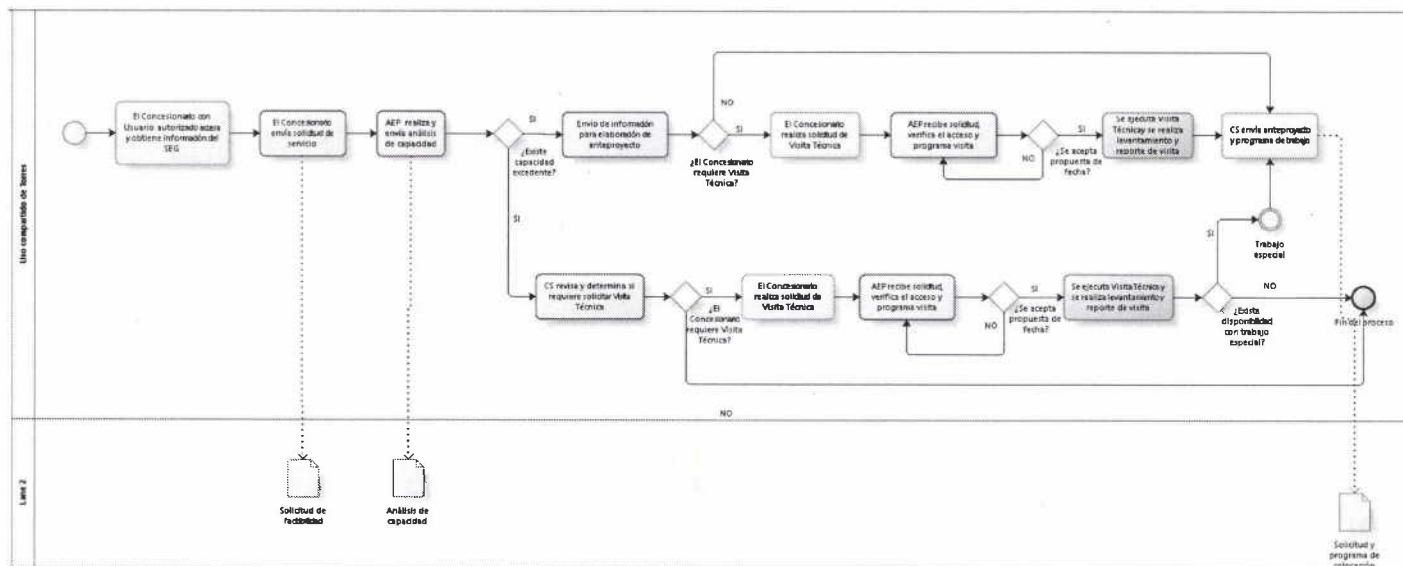 Uso compartido de Torres
El Concesionario con
Usuario autorizado accesa
y obtiene información del
SEG
El Concesionario
envía solicitud de
servicio
AEP realiza y
envía análisis
de capacidad
SI
¿Existe
capacidad
excedente?
SI
Envío de información
para elaboración de
anteproyecto
NO
SI
¿El Concesionario
requiere Visita
Técnica?
El Concesionario
realiza solicitud de
Visita Técnica
AEP recibe solicitud,
verifica el acceso y
programa visita
NO
SI
¿Se acepta
propuesta de
fecha?
Se ejecuta Visita
Técnica y se realiza
levantamiento y
reporte de visita
CS envía anteproyecto
y programa de trabajo
CS revisa y determina si
requiere solicitar Visita
Técnica
SI
¿El
Concesionario
requiere Visita
Técnica?
El Concesionario
realiza solicitud de
Visita Técnica
AEP recibe solicitud,
verifica el acceso y
programa visita
NO
SI
¿Se acepta
propuesta de
fecha?
Se ejecuta Visita Técnica y
se realiza levantamiento y
reporte de visita
SI
Trabajo
especial
NO
¿Exista
disponibilidad
con trabajo
especial?
Fin del proceso
NO
Lane 2
Solicitud de
factibilidad
Análisis de
capacidad
Solicitud y
programa de
colocación